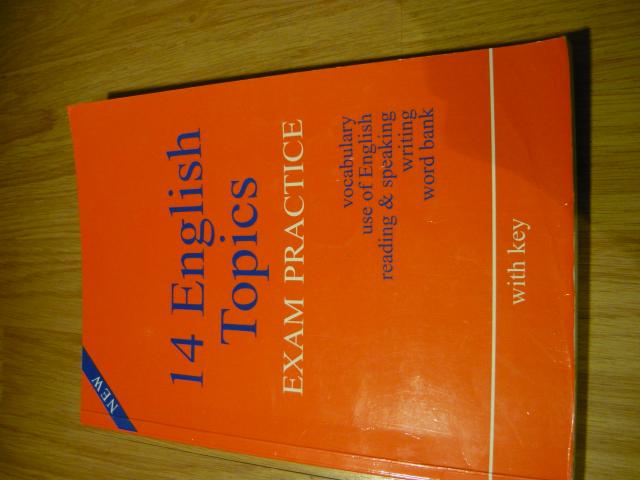 NEW
14 English
Topics
EXAM PRACTICE
vocabulary
use of English
reading & speaking
writing
word bank
with key